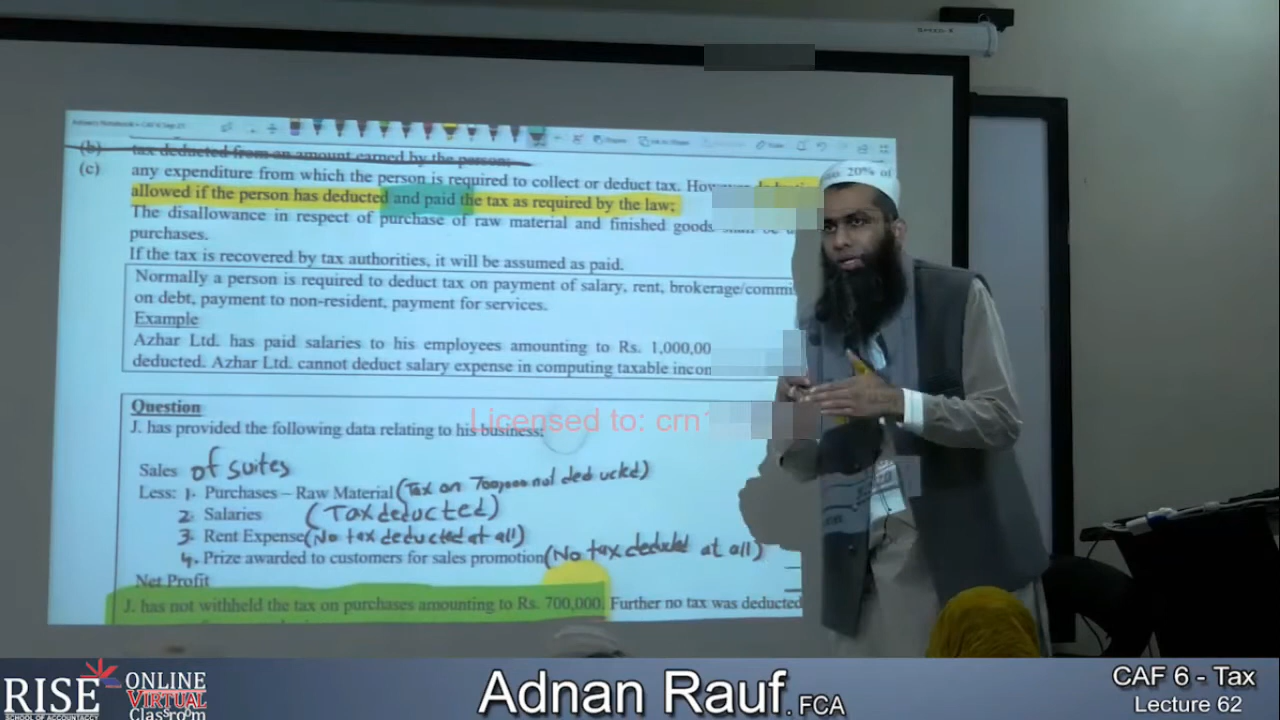 (b) tax deducted from an amount earned by the person;
(c) any expenditure from which the person is required to collect or deduct tax. How
20% of
allowed if the person has deducted and paid the tax as required by the law;
The disallowance in respect of purchase of raw material and finished goods
purchases.
If the tax is recovered by tax authorities, it will be assumed as paid.
Normally a person is required to deduct tax on payment of salary, rent, brokerage/commi
on debt, payment to non-resident, payment for services.
Example
Azhar Ltd. has paid salaries to his employees amounting to Rs. 1,000,00
deducted. Azhar Ltd. cannot deduct salary expense in computing taxable incon
Question
Licensed to: crn
J. has provided the following data relating to his business:
Sales of suites
Less: 1. Purchases – Raw Material (Tax on 700,000 not deducted)
2. Salaries (Tax deducted)
3. Rent Expense (No tax deducted at all)
4. Prize awarded to customers for sales promotion (No tax deducted at all)
Net Profit
J. has not withheld the tax on purchases amounting to Rs. 700,000. Further no tax was deducted
RISE ONLINE VIRTUAL Classroom
SCHOOL OF ACCOUNTANCY
Adnan Rauf. FCA
CAF 6 - Tax
Lecture 62